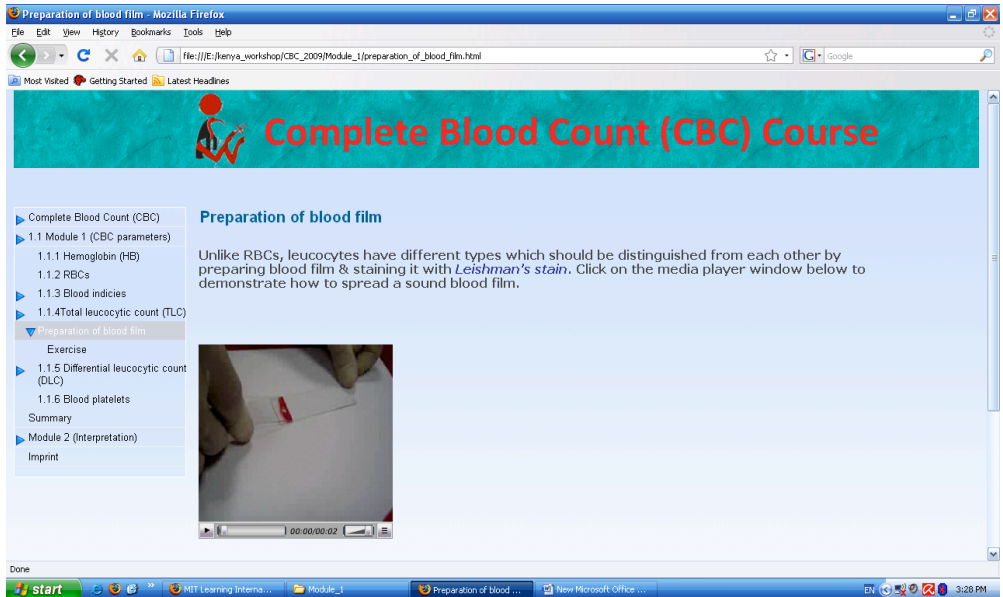 Preparation of blood film - Mozilla Firefox
File Edit View History Bookmarks Tools Help
file:///E:/kenya_workshop/CBC_2009/Module_1/preparation_of_blood_film.html
G Google
Most Visited Getting Started Latest Headlines
Complete Blood Count (CBC) Course
Complete Blood Count (CBC)
1.1 Module 1 (CBC parameters)
1.1.1 Hemoglobin (HB)
1.1.2 RBCs
1.1.3 Blood indicies
1.1.4Total leucocytic count (TLC)
Preparation of blood film
Exercise
1.1.5 Differential leucocytic count
(DLC)
1.1.6 Blood platelets
Summary
Module 2 (Interpretation)
Imprint
Preparation of blood film
Unlike RBCs, leucocytes have different types which should be distinguished from each other by
preparing blood film & staining it with Leishman's stain. Click on the media player window below to
demonstrate how to spread a sound blood film.
00:00/00:02
Done
start
MIT Learning Interna...
Module_1
Preparation of blood ...
New Microsoft Office ...
EN
3:28 PM